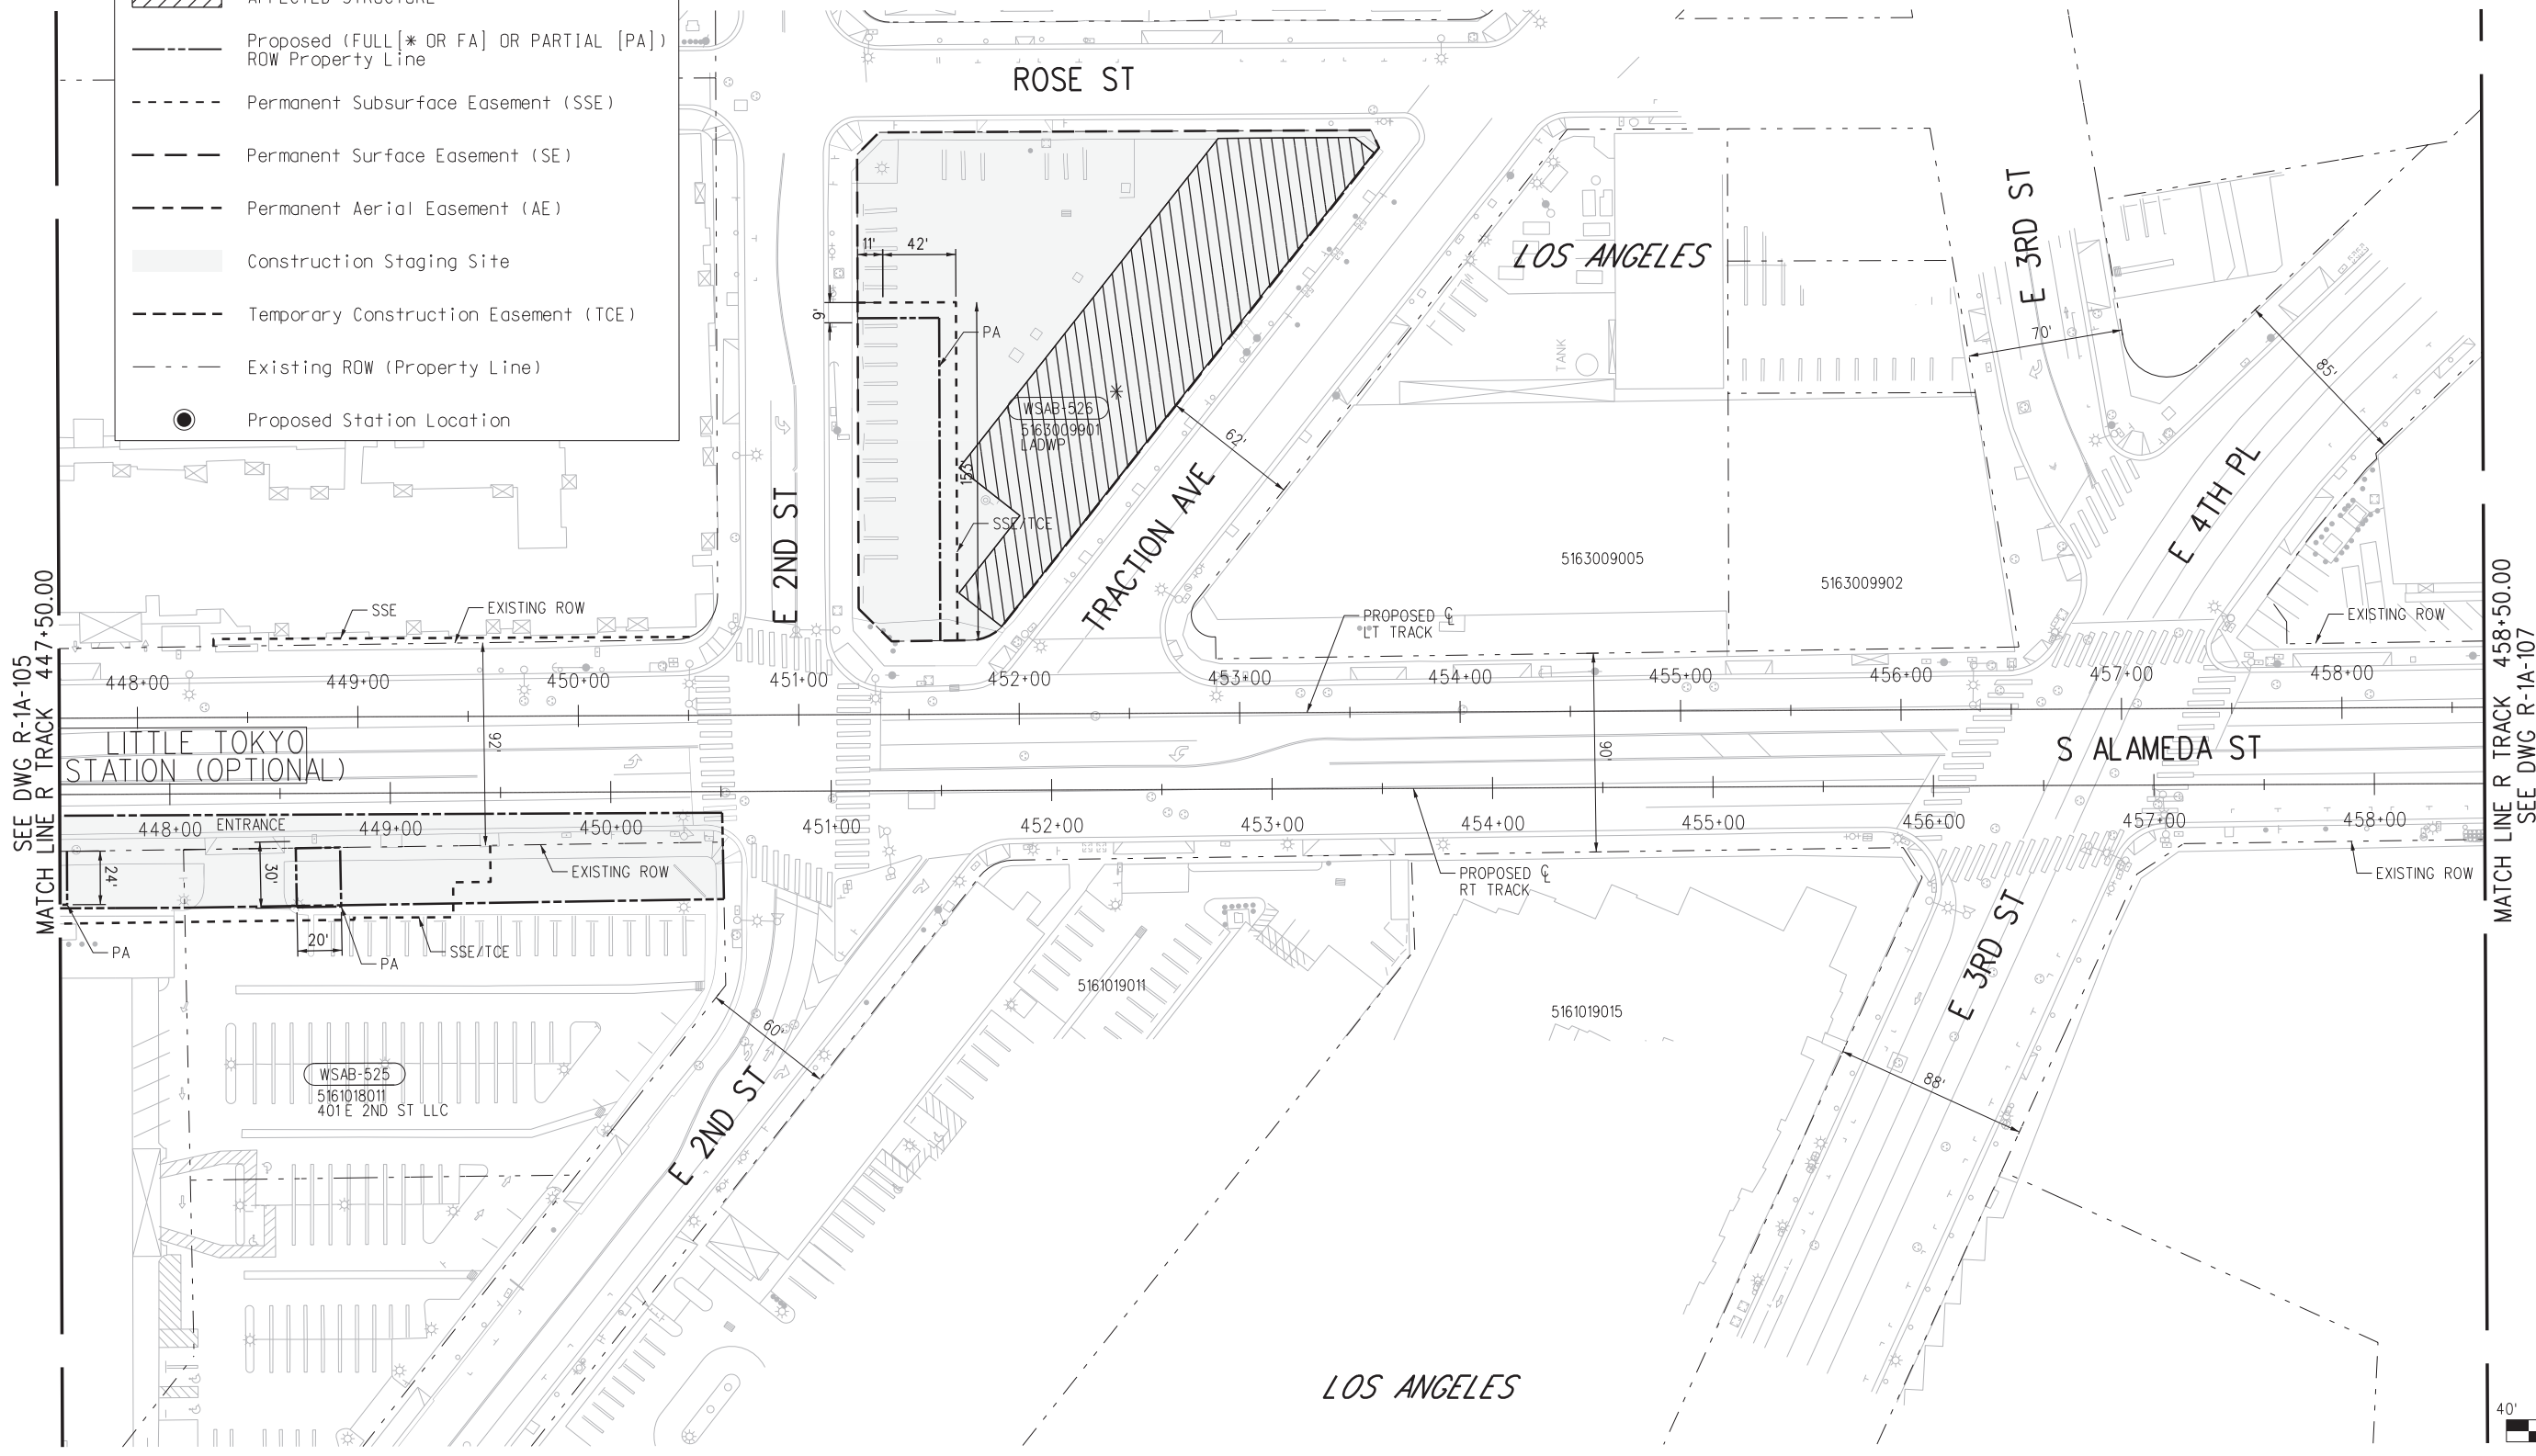 AFFECTED STRUCTURE
Proposed (FULL[* OR FA] OR PARTIAL [PA])
ROW Property Line
Permanent Subsurface Easement (SSE)
Permanent Surface Easement (SE)
Permanent Aerial Easement (AE)
Construction Staging Site
Temporary Construction Easement (TCE)
Existing ROW (Property Line)
Proposed Station Location
ROSE ST
11'
42'
9'
PA
WSAB-526
*
5163009901
LADWP
155'
SSE/TCE
E 2ND ST
TRACTION AVE
62'
LOS ANGELES
TANK
E 3RD ST
70'
85'
E 4TH PL
5163009005
5163009902
SSE
EXISTING ROW
PROPOSED ℄
LT TRACK
EXISTING ROW
SEE DWG R-1A-105
MATCH LINE R TRACK 447+50.00
448+00
449+00
450+00
451+00
452+00
453+00
454+00
455+00
456+00
457+00
458+00
MATCH LINE R TRACK 458+50.00
SEE DWG R-1A-107
LITTLE TOKYO
STATION (OPTIONAL)
92'
90'
S ALAMEDA ST
448+00
ENTRANCE
449+00
450+00
451+00
452+00
453+00
454+00
455+00
456+00
457+00
458+00
24'
30'
EXISTING ROW
PROPOSED ℄
RT TRACK
EXISTING ROW
20'
PA
PA
SSE/TCE
60'
5161019011
5161019015
E 3RD ST
88'
WSAB-525
5161018011
401 E 2ND ST LLC
E 2ND ST
LOS ANGELES
40'